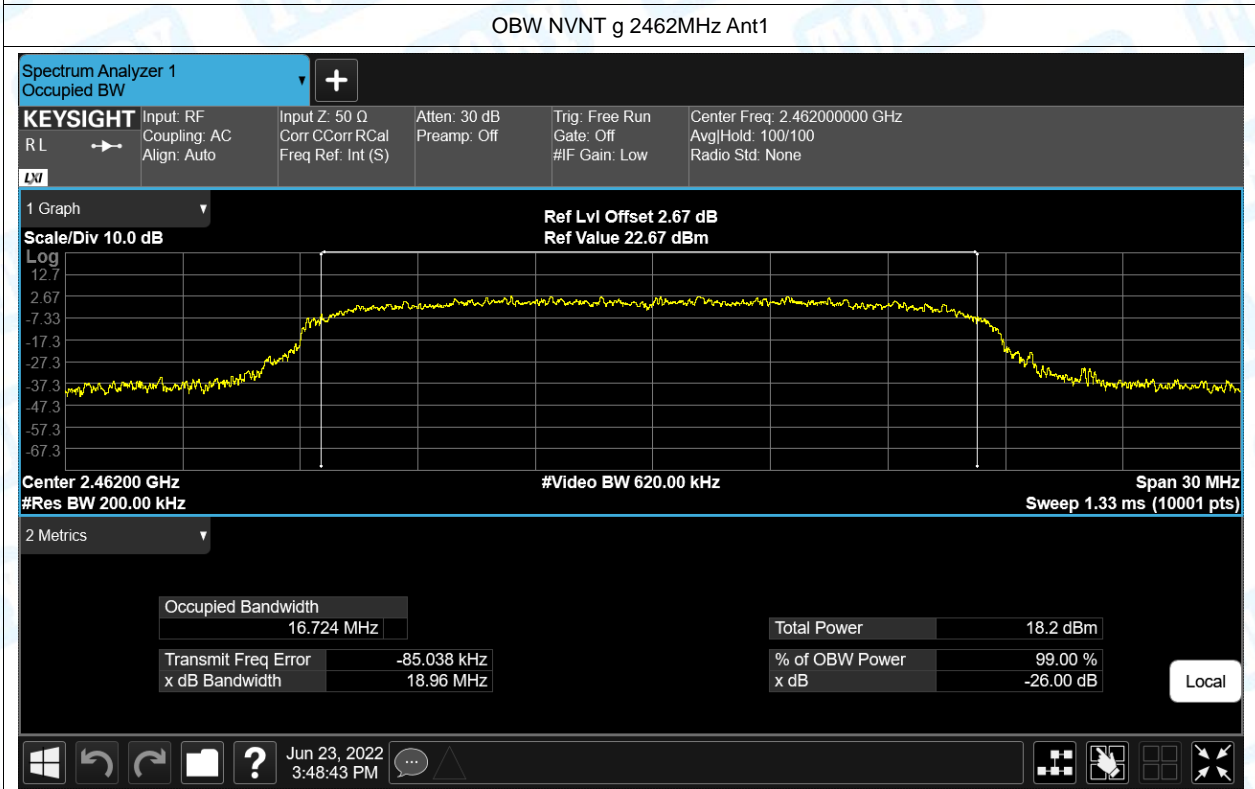 OBW NVNT g 2462MHz Ant1
Spectrum Analyzer 1
Occupied BW
KEYSIGHT
R L
LXI
Input: RF
Coupling: AC
Align: Auto
Input Z: 50 Ω
Corr CCorr RCal
Freq Ref: Int (S)
Atten: 30 dB
Preamp: Off
Trig: Free Run
Gate: Off
#IF Gain: Low
Center Freq: 2.462000000 GHz
Avg|Hold: 100/100
Radio Std: None
1 Graph
Scale/Div 10.0 dB
Ref Lvl Offset 2.67 dB
Ref Value 22.67 dBm
Log
12.7
2.67
-7.33
-17.3
-27.3
-37.3
-47.3
-57.3
-67.3
Center 2.46200 GHz
#Res BW 200.00 kHz
#Video BW 620.00 kHz
Span 30 MHz
Sweep 1.33 ms (10001 pts)
2 Metrics
Occupied Bandwidth
16.724 MHz
Transmit Freq Error -85.038 kHz
x dB Bandwidth 18.96 MHz
Total Power 18.2 dBm
% of OBW Power 99.00 %
x dB -26.00 dB
Local
?
Jun 23, 2022
3:48:43 PM